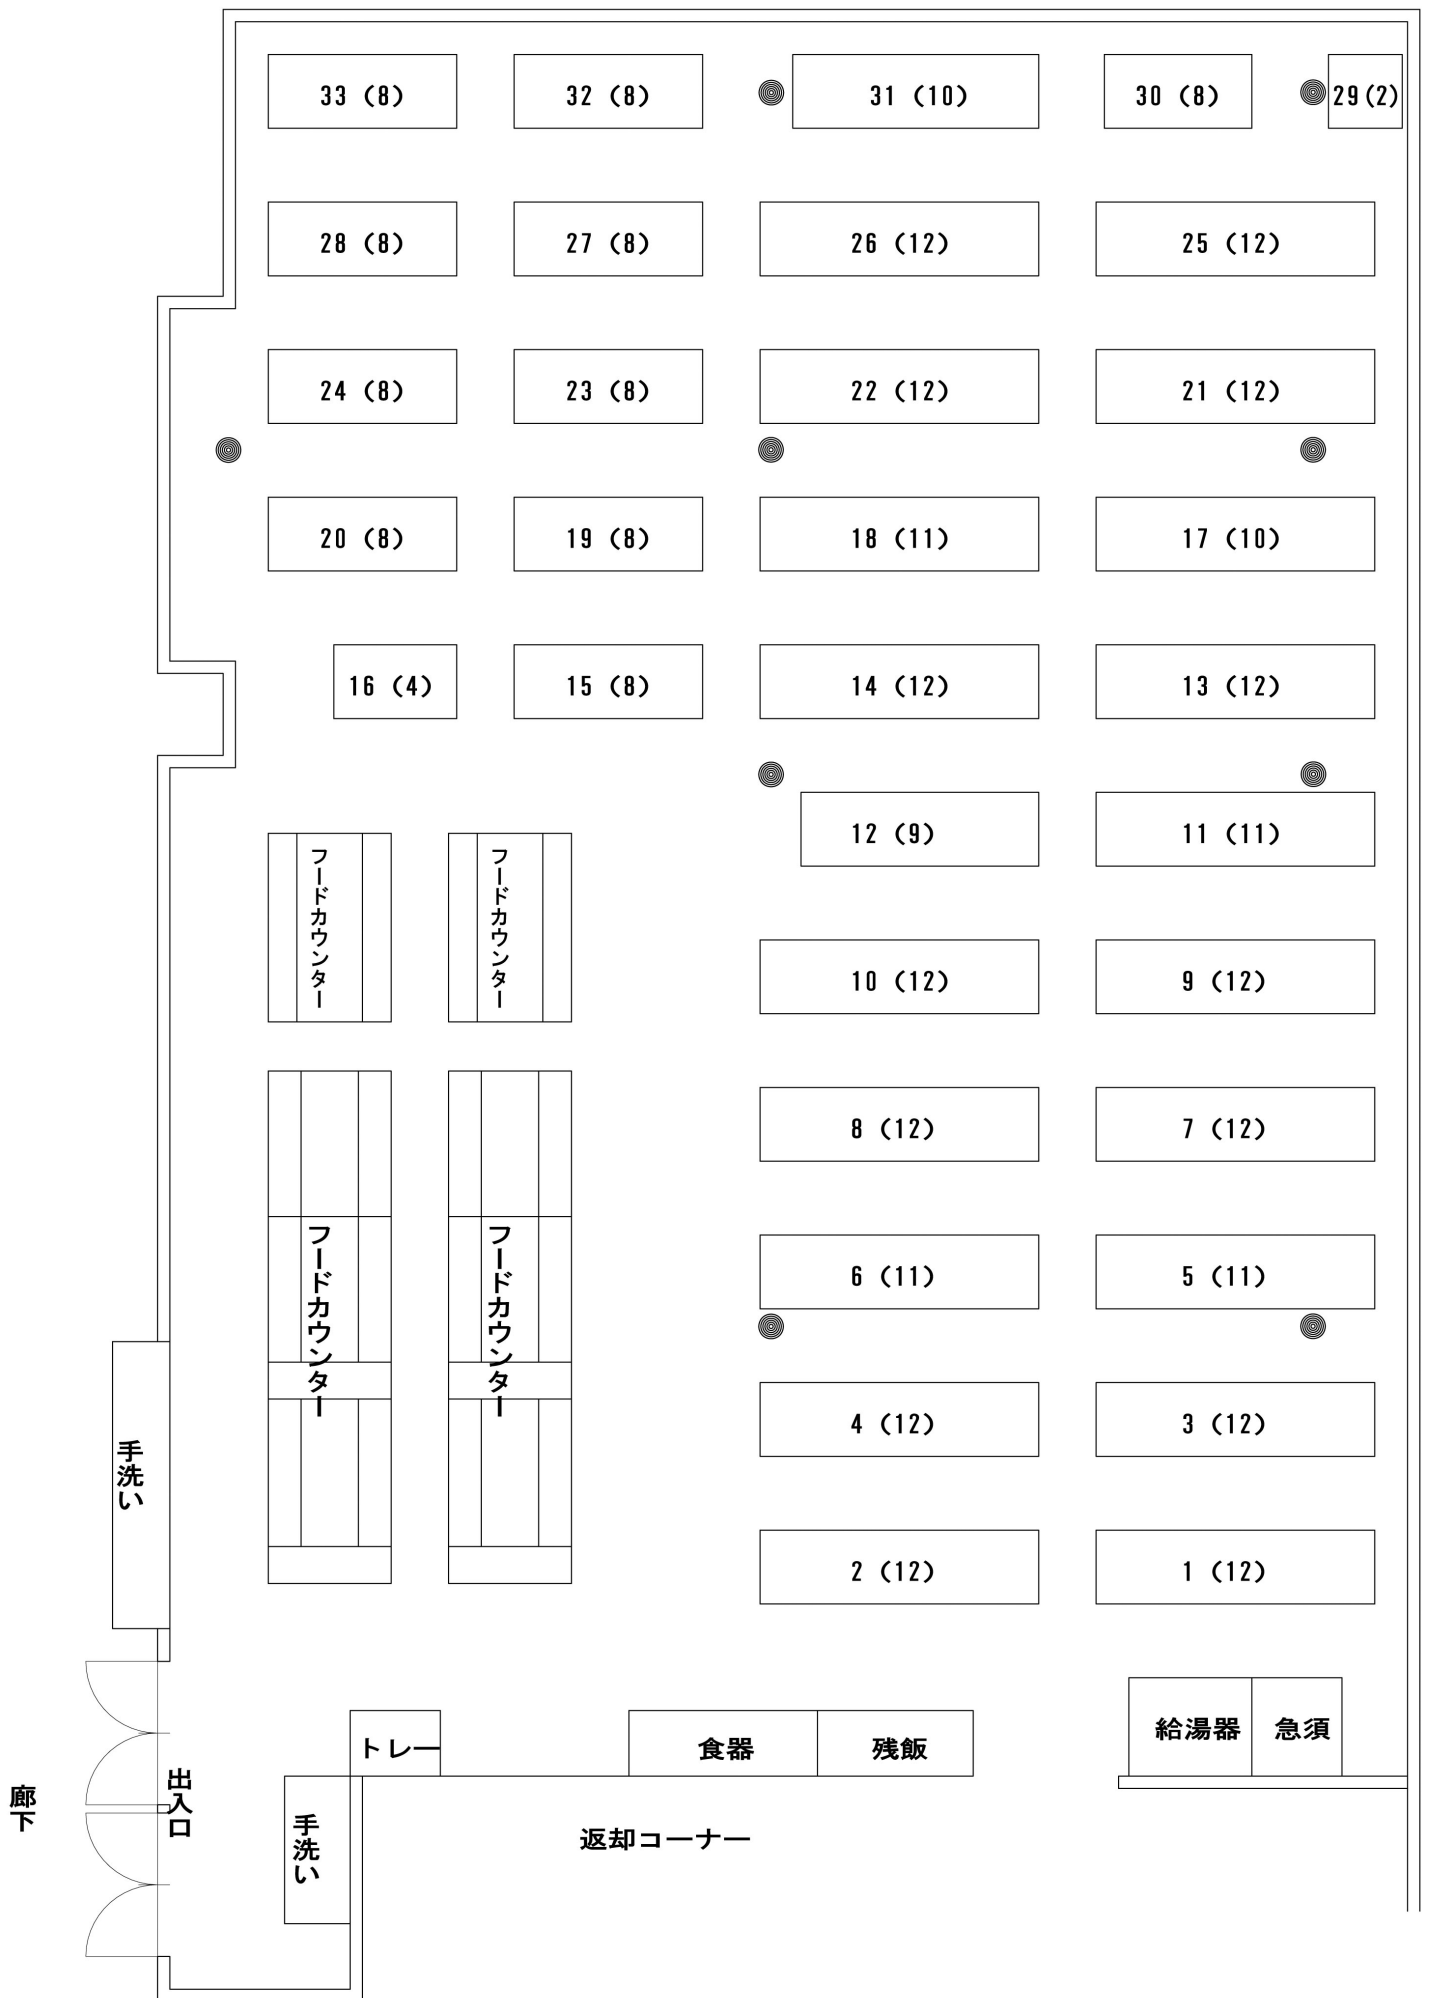 33 (8)
32 (8)
31 (10)
30 (8)
29 (2)
28 (8)
27 (8)
26 (12)
25 (12)
24 (8)
23 (8)
22 (12)
21 (12)
20 (8)
19 (8)
18 (11)
17 (10)
16 (4)
15 (8)
14 (12)
13 (12)
12 (9)
11 (11)
フードカウンター
フードカウンター
10 (12)
9 (12)
8 (12)
7 (12)
フードカウンター
フードカウンター
6 (11)
5 (11)
4 (12)
3 (12)
手洗い
2 (12)
1 (12)
トレー
食器
残飯
給湯器
急須
廊下
出入口
手洗い
返却コーナー